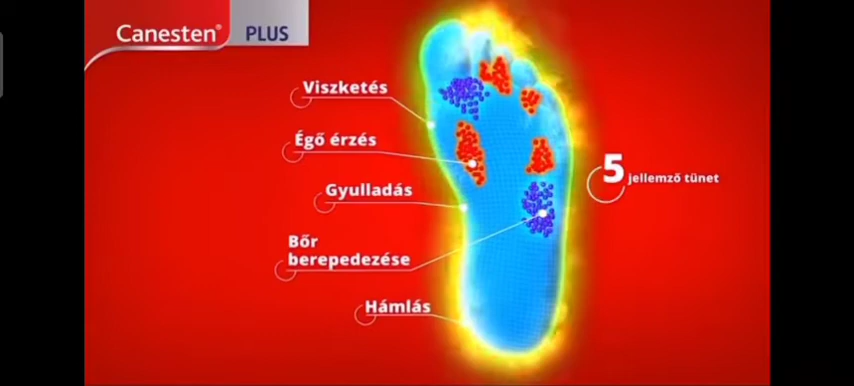 Canesten® PLUS
Viszketés
Égő érzés
Gyulladás
Bőr
berepedezése
Hámlás
5 jellemző tünet